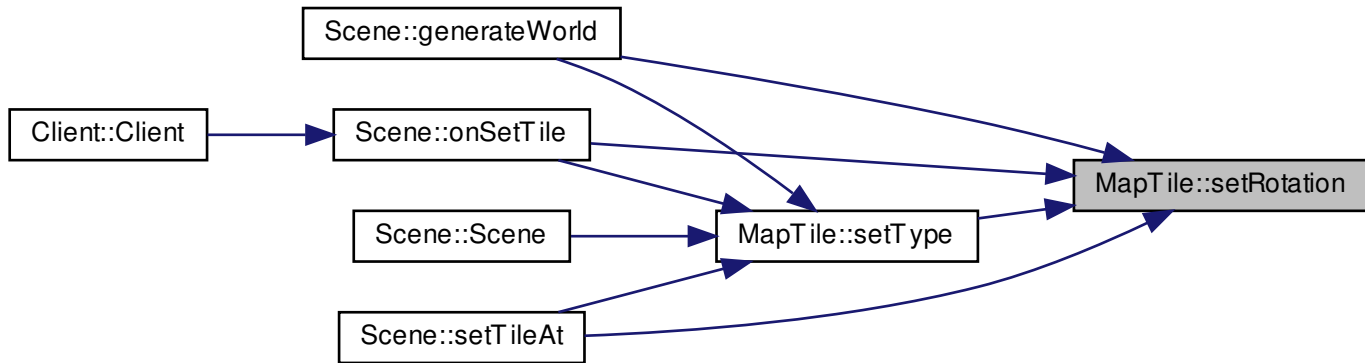 Scene::generateWorld
Client::Client
Scene::onSetTile
MapTile::setRotation
Scene::Scene
MapTile::setType
Scene::setTileAt